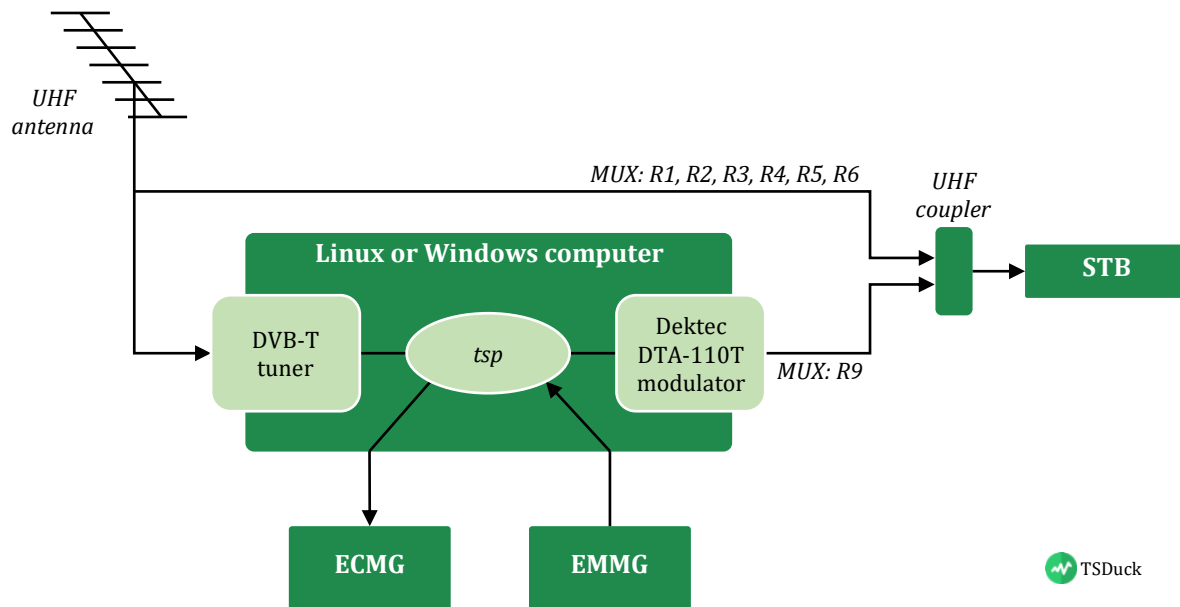 UHF
antenna
MUX: R1, R2, R3, R4, R5, R6
UHF
coupler
Linux or Windows computer
STB
DVB-T
tuner
tsp
Dektec
DTA-110T
modulator
MUX: R9
ECMG
EMMG
TSDuck